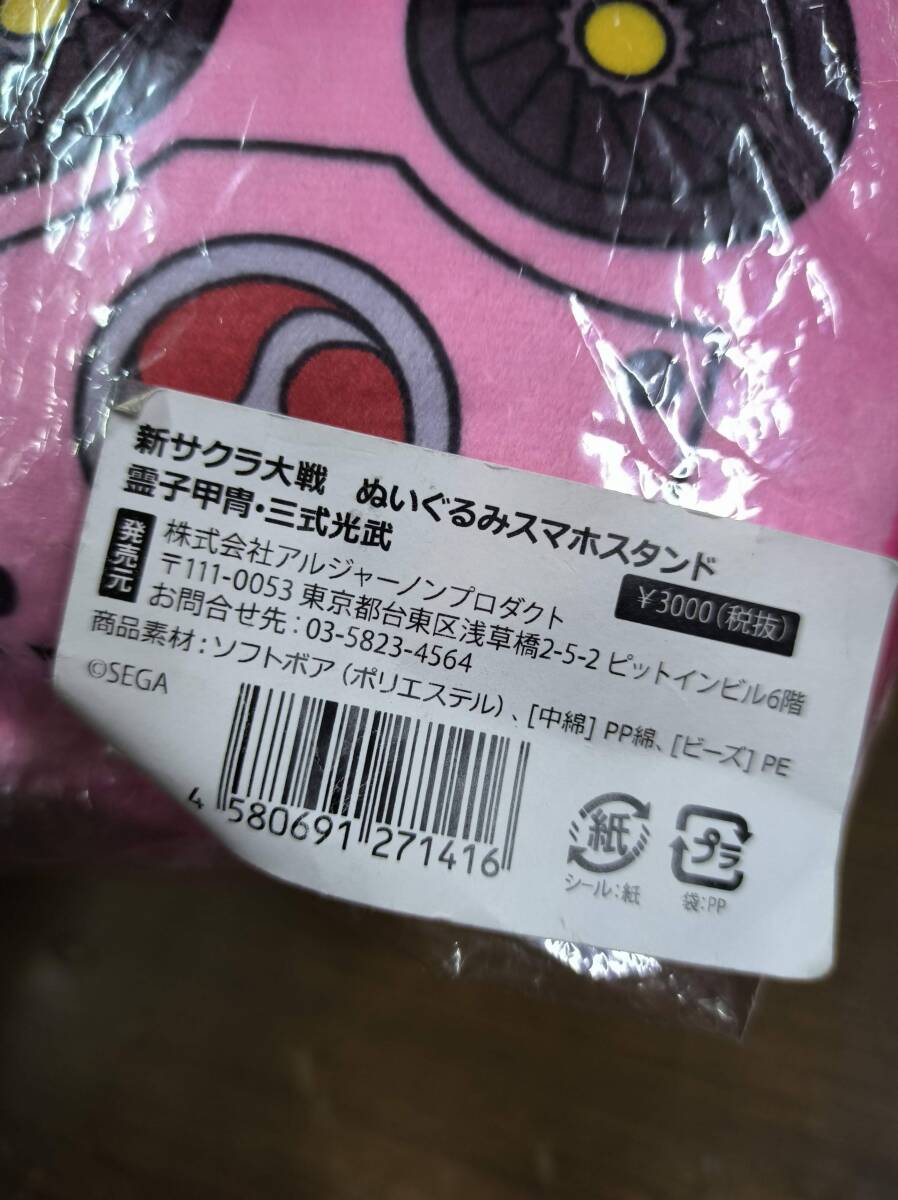 新サクラ大戦 ぬいぐるみスマホスタンド
霊子甲冑・三式光武
¥3000(税抜)
発売元
株式会社アルジャーノンプロダクト
〒111-0053 東京都台東区浅草橋2-5-2 ピットインビル6階
お問合せ先:03-5823-4564
商品素材:ソフトボア(ポリエステル)、[中綿] PP綿、[ビーズ] PE
©SEGA
4 580691 271416
紙
シール:紙
プラ
袋:PP